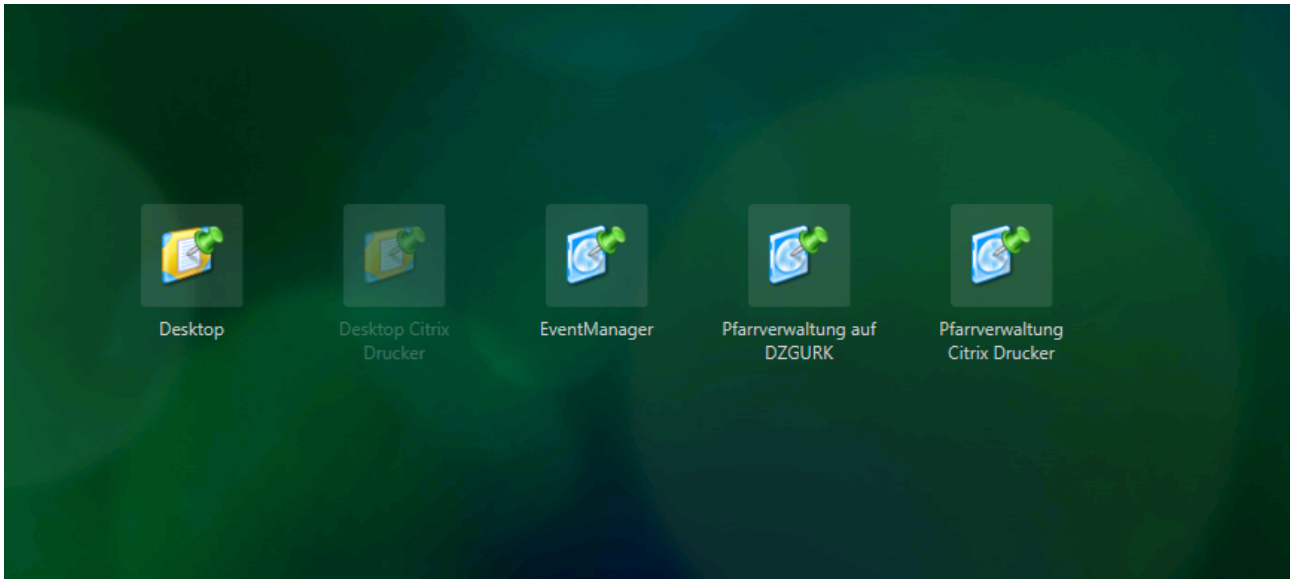 Desktop
Desktop Citrix
Drucker
EventManager
Pfarrverwaltung auf
DZGURK
Pfarrverwaltung
Citrix Drucker